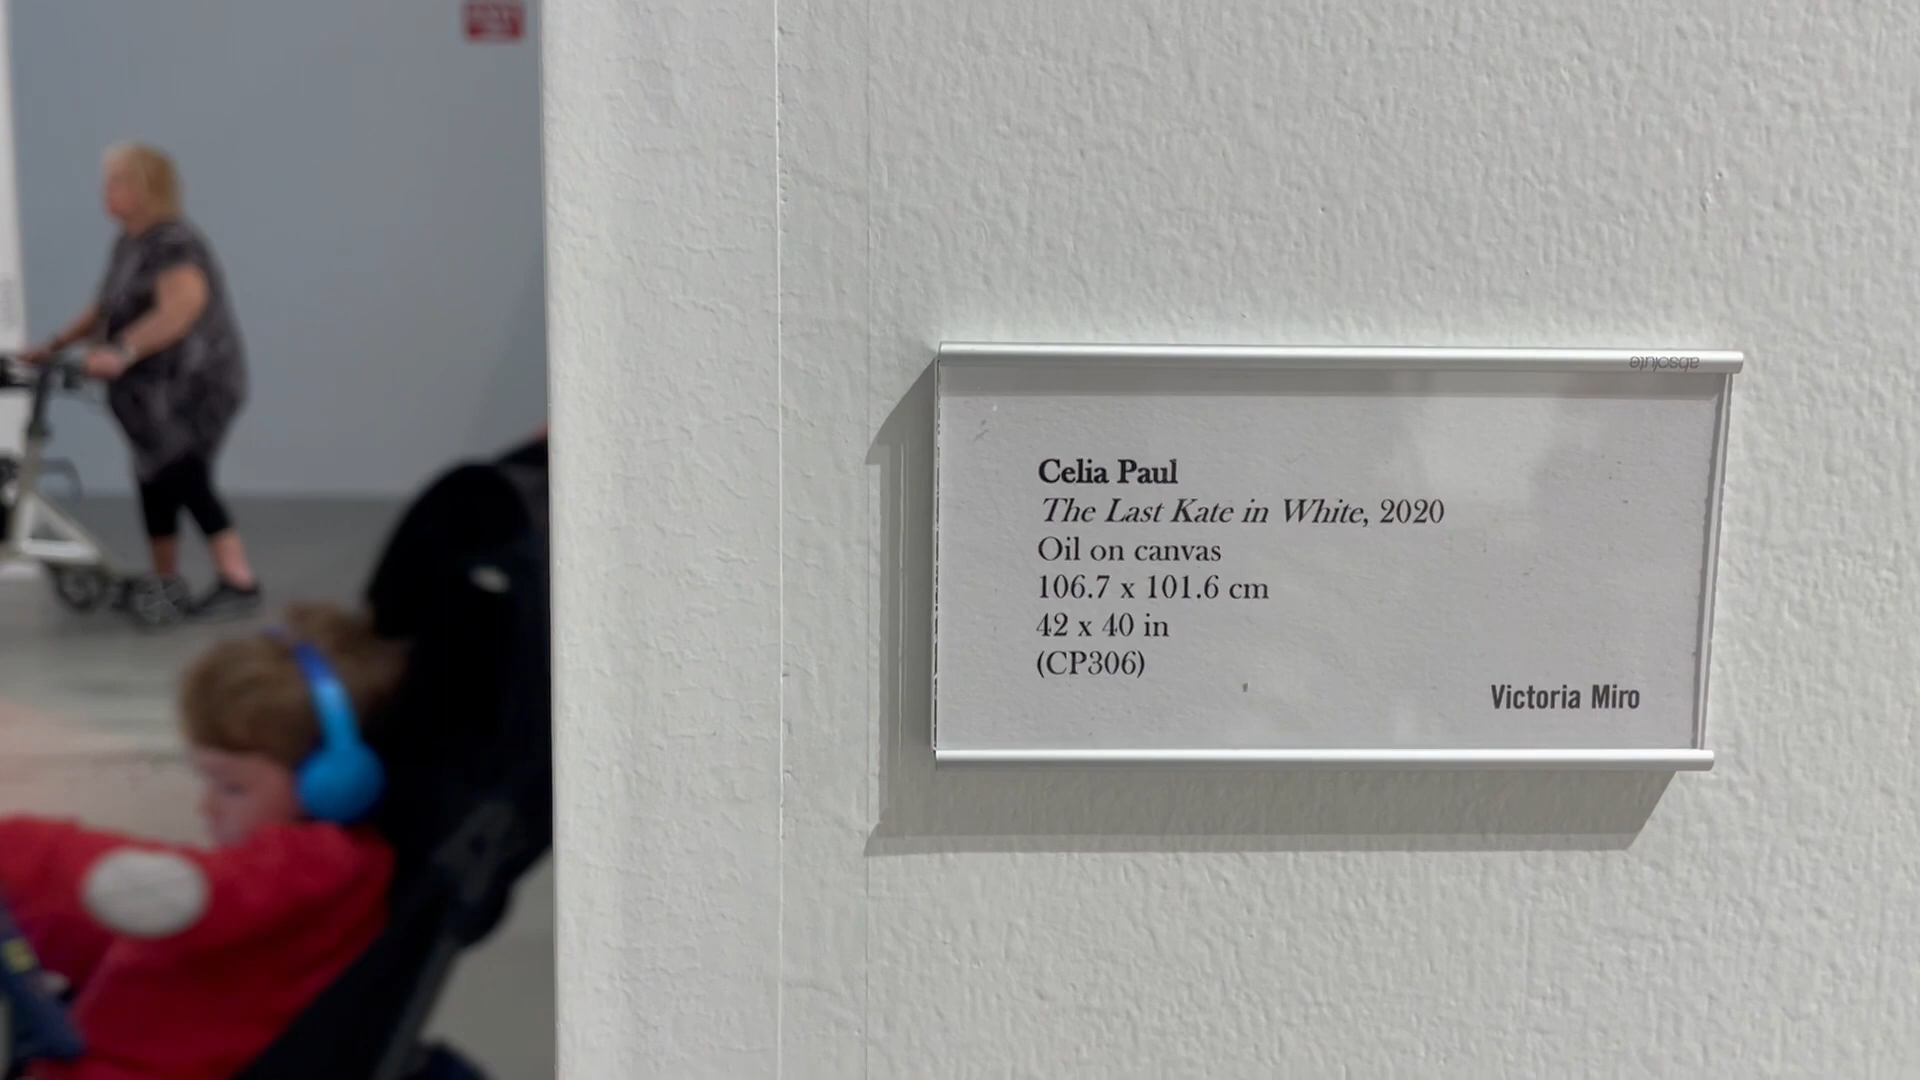 absolute
Celia Paul
The Last Kate in White, 2020
Oil on canvas
106.7 x 101.6 cm
42 x 40 in
(CP306)
Victoria Miro